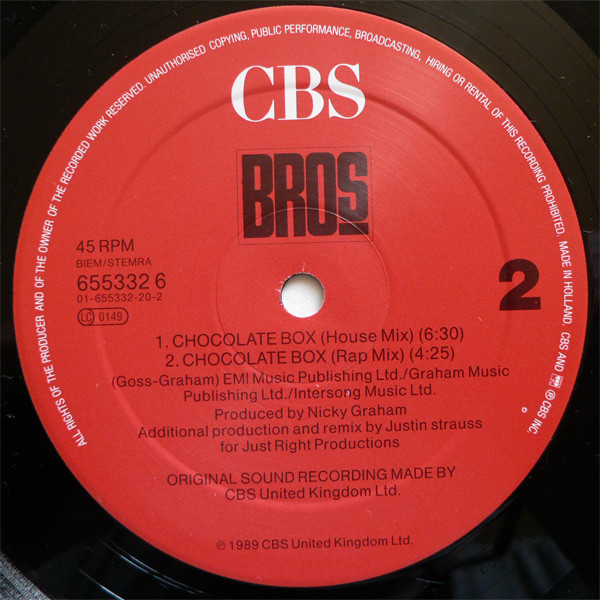 ALL RIGHTS OF THE PRODUCER AND OF THE OWNER OF THE RECORDED WORK RESERVED. UNAUTHORISED COPYING, PUBLIC PERFORMANCE, BROADCASTING, HIRING OR RENTAL OF THIS RECORDING PROHIBITED. MADE IN HOLLAND. CBS AND ℗ CBS INC.
CBS
BROS
45 RPM
BIEM/STEMRA
655332 6
01-655332-20-2
LC 0149
2
1. CHOCOLATE BOX (House Mix) (6:30)
2. CHOCOLATE BOX (Rap Mix) (4:25)
(Goss-Graham) EMI Music Publishing Ltd./Graham Music
Publishing Ltd./Intersong Music Ltd.
Produced by Nicky Graham
Additional production and remix by Justin strauss
for Just Right Productions
ORIGINAL SOUND RECORDING MADE BY
CBS United Kingdom Ltd.
℗ 1989 CBS United Kingdom Ltd.